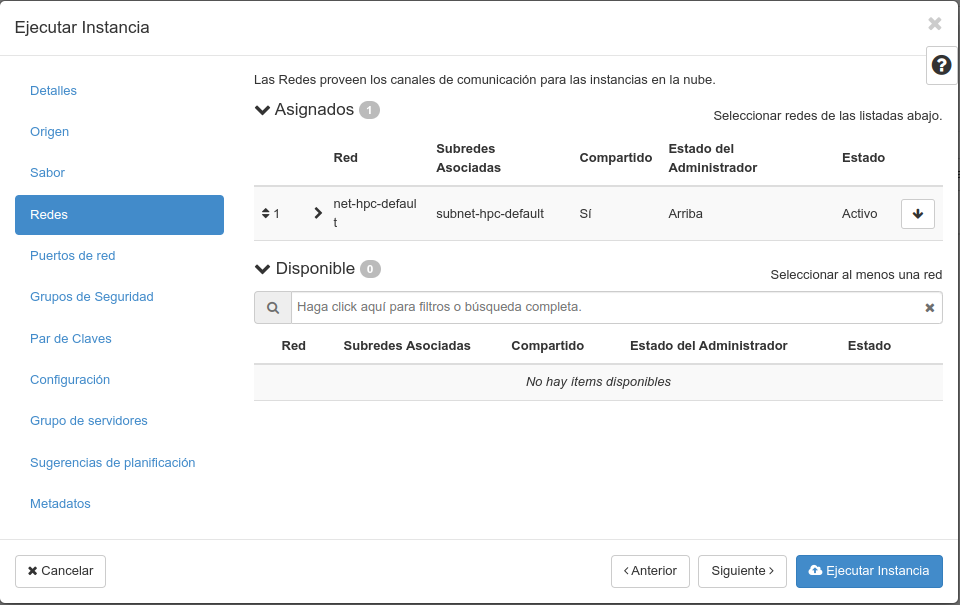 Ejecutar Instancia
Detalles
Origen
Sabor
Redes
Puertos de red
Grupos de Seguridad
Par de Claves
Configuración
Grupo de servidores
Sugerencias de planificación
Metadatos
Las Redes proveen los canales de comunicación para las instancias en la nube.
Asignados 1
Seleccionar redes de las listadas abajo.
Red Subredes Asociadas Compartido Estado del Administrador Estado
1 net-hpc-defaul
t subnet-hpc-default Sí Arriba Activo
Disponible 0
Seleccionar al menos una red
Haga click aquí para filtros o búsqueda completa.
Red Subredes Asociadas Compartido Estado del Administrador Estado
No hay items disponibles
Cancelar
Anterior
Siguiente
Ejecutar Instancia